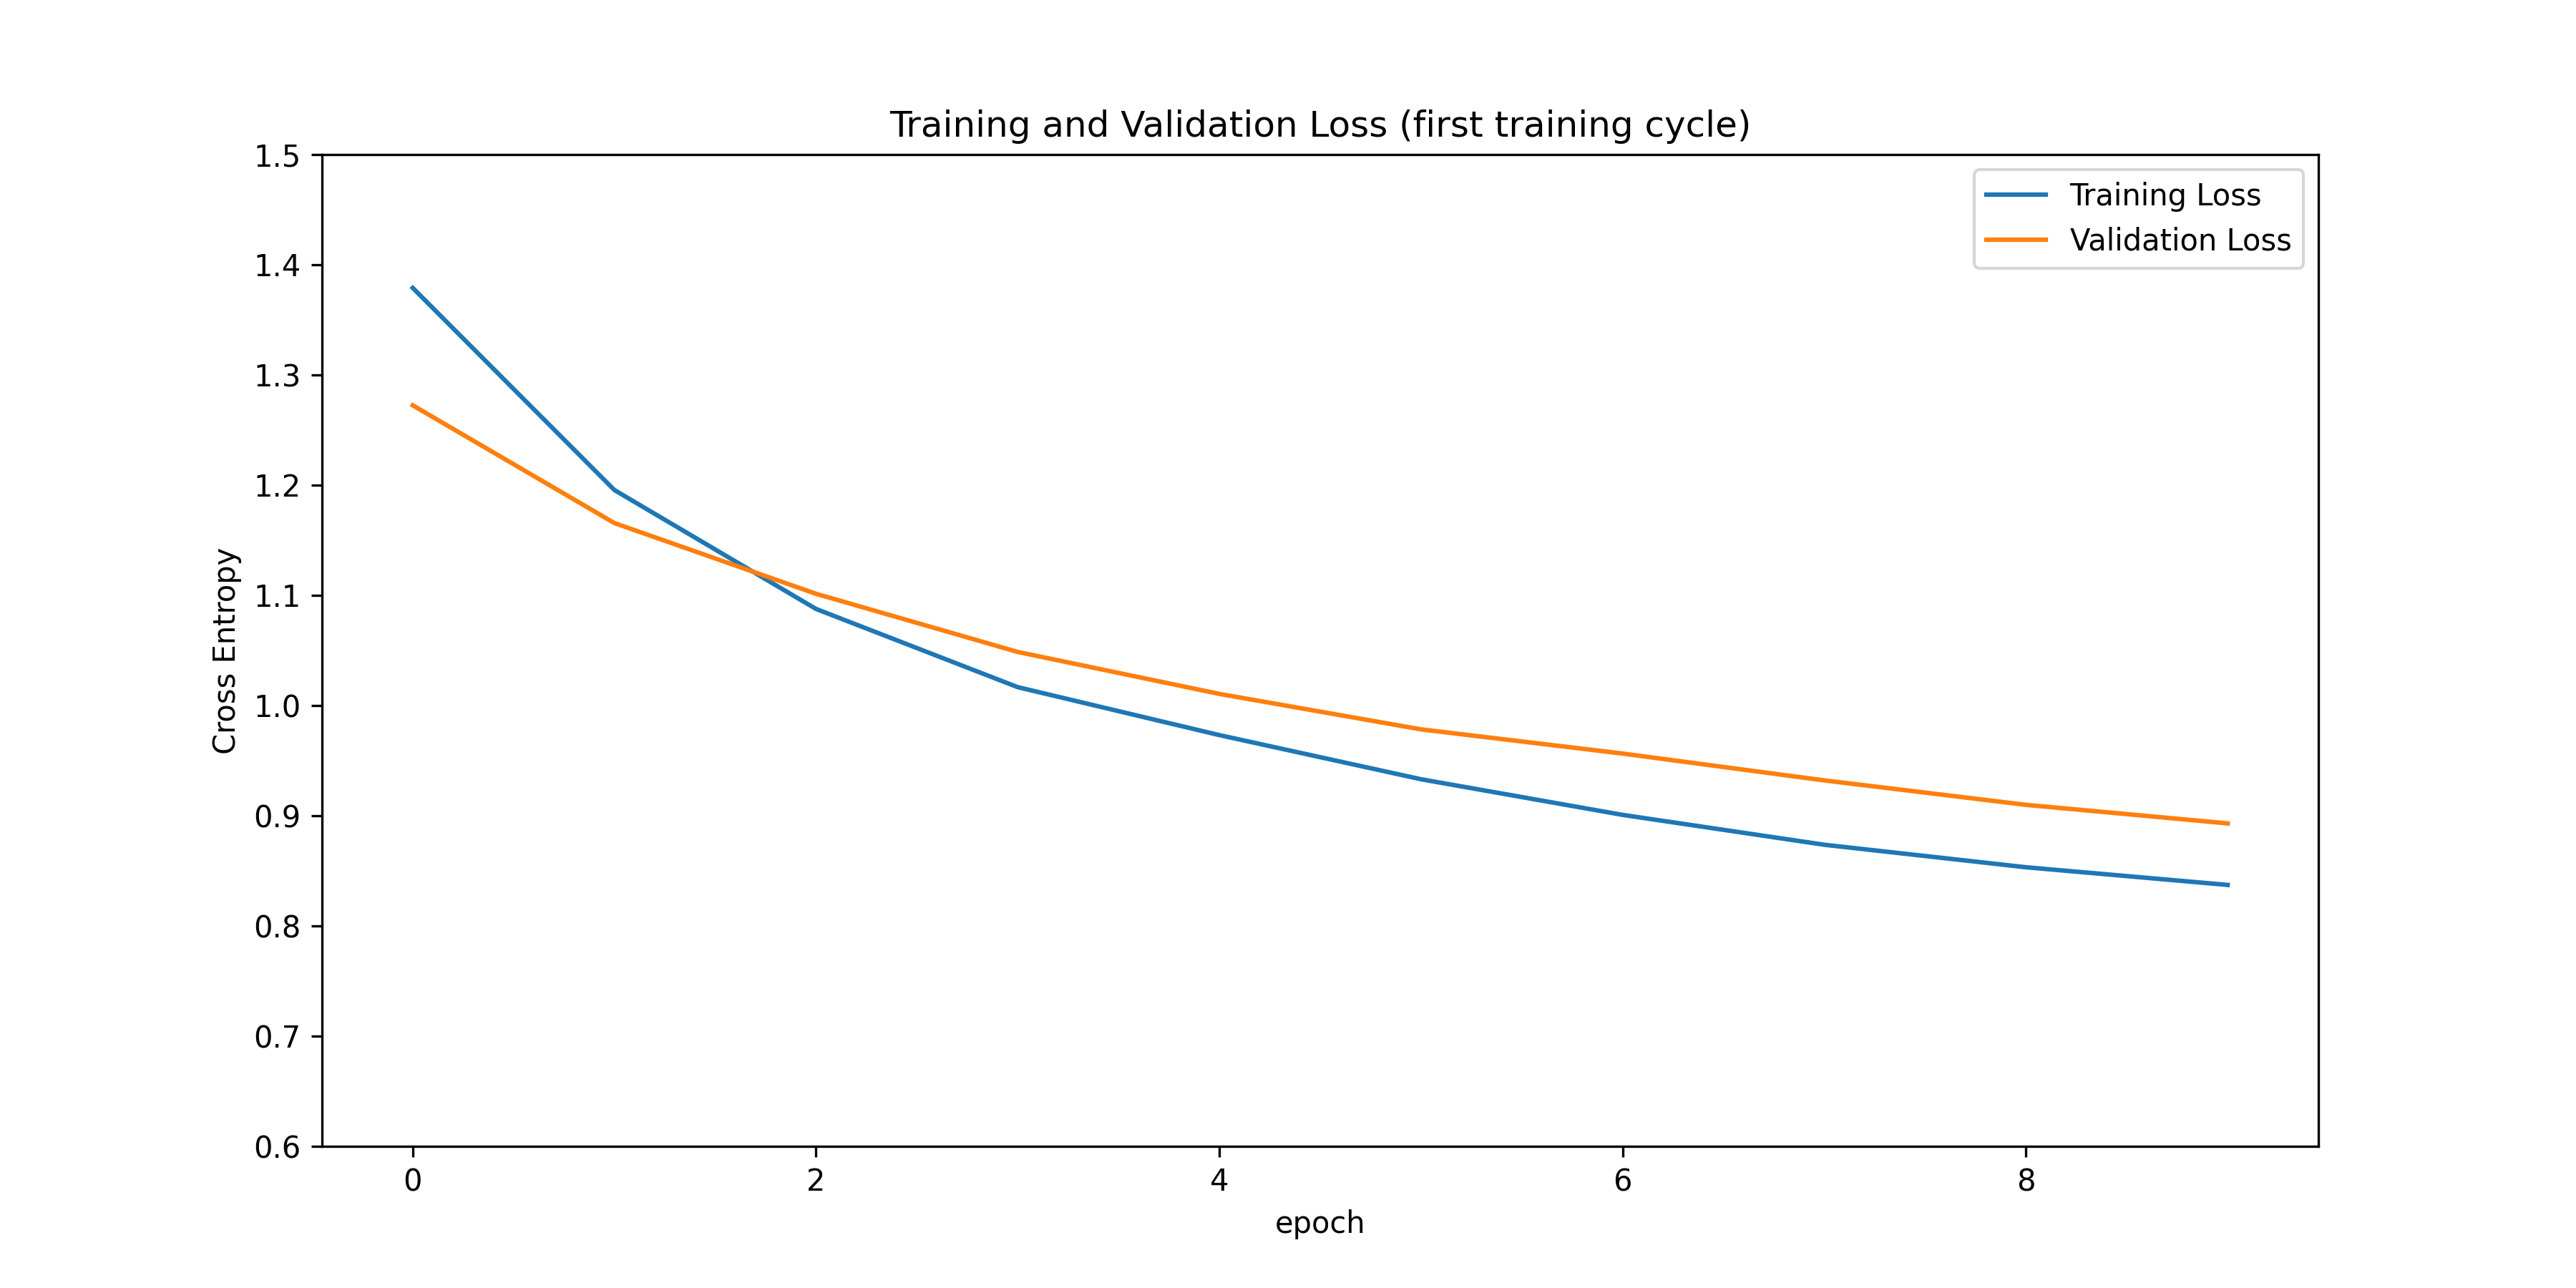 Training and Validation Loss (first training cycle)
Training Loss
Validation Loss
1.5
1.4
1.3
1.2
1.1
1.0
0.9
0.8
0.7
0.6
Cross Entropy
0 2 4 6 8
epoch